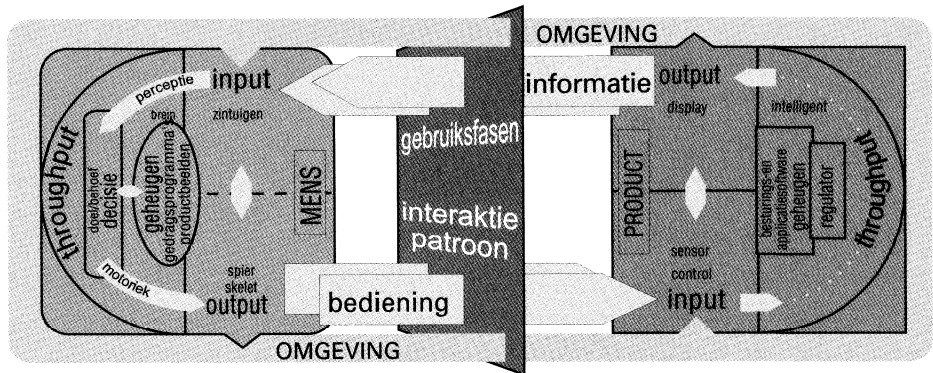 OMGEVING
input
perceptie
zintuigen
brein
throughput
doel/behoef
decisie
geheugen
gedragsprogramma's
productbeelden
MENS
motoriek
spier
skelet
output
bediening
OMGEVING
gebruiksfasen
interaktie
patroon
informatie
output
display
intelligent
PRODUCT
besturings-en
applicatiesoftware
geheugen
regulator
throughput
sensor
control
input